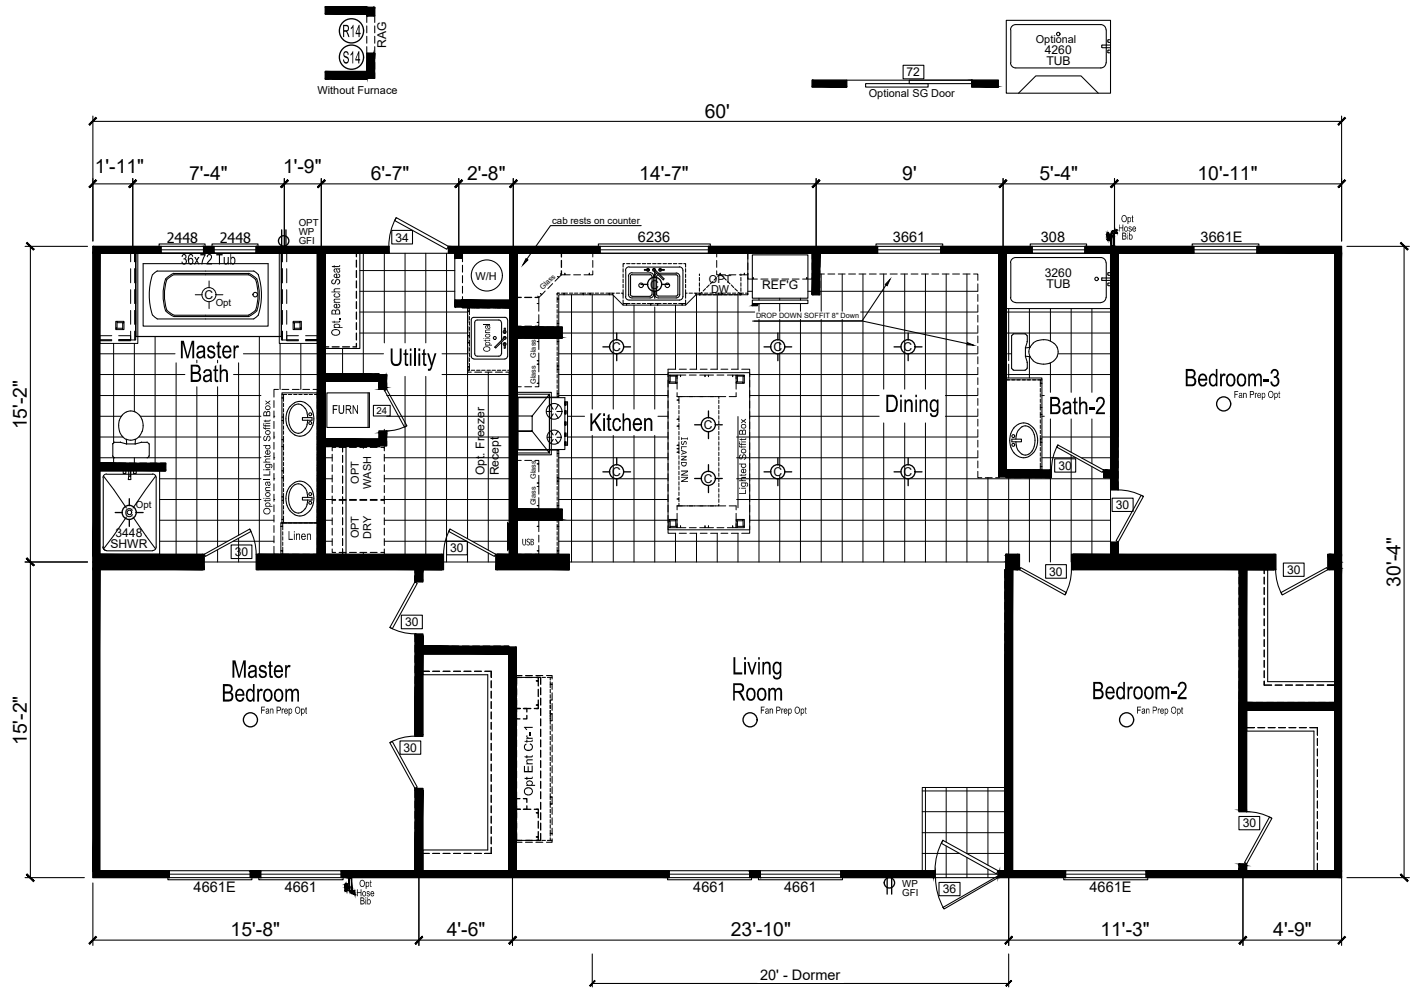 R14
S14
RAG
Without Furnace
72
Optional SG Door
Optional
4260
TUB
60'
1'-11"
7'-4"
1'-9"
6'-7"
2'-8"
14'-7"
9'
5'-4"
10'-11"
2448
2448
OPT
WP
GFI
34
cab rests on counter
6236
3661
308
Opt
Hose
Bib
3661E
36x72 Tub
C
Opt
Opt. Bench Seat
W/H
Glass
C
OPT
DW
REF'G
3260
TUB
DROP DOWN SOFFIT 8" Down
Optional
Master
Bath
Utility
Glass
Glass
C
C
C
Bedroom-3
Fan Prep Opt
15'-2"
FURN
24
Kitchen
C
Dining
Bath-2
Optional Lighted Soffit Box
Opt. Freezer
Recept
ISLAND NN
Lighted Soffit Box
OPT
WASH
Glass
Glass
C
C
C
C
30
C
Opt
3448
SHWR
OPT
DRY
Linen
USB
30
30
30
30
30
30'-4"
30
Master
Bedroom
Fan Prep Opt
Living
Room
Fan Prep Opt
Bedroom-2
Fan Prep Opt
15'-2"
30
Opt Ent Ctr-1
30
4661E
4661
Opt
Hose
Bib
4661
4661
WP
GFI
36
4661E
15'-8"
4'-6"
23'-10"
11'-3"
4'-9"
20' - Dormer